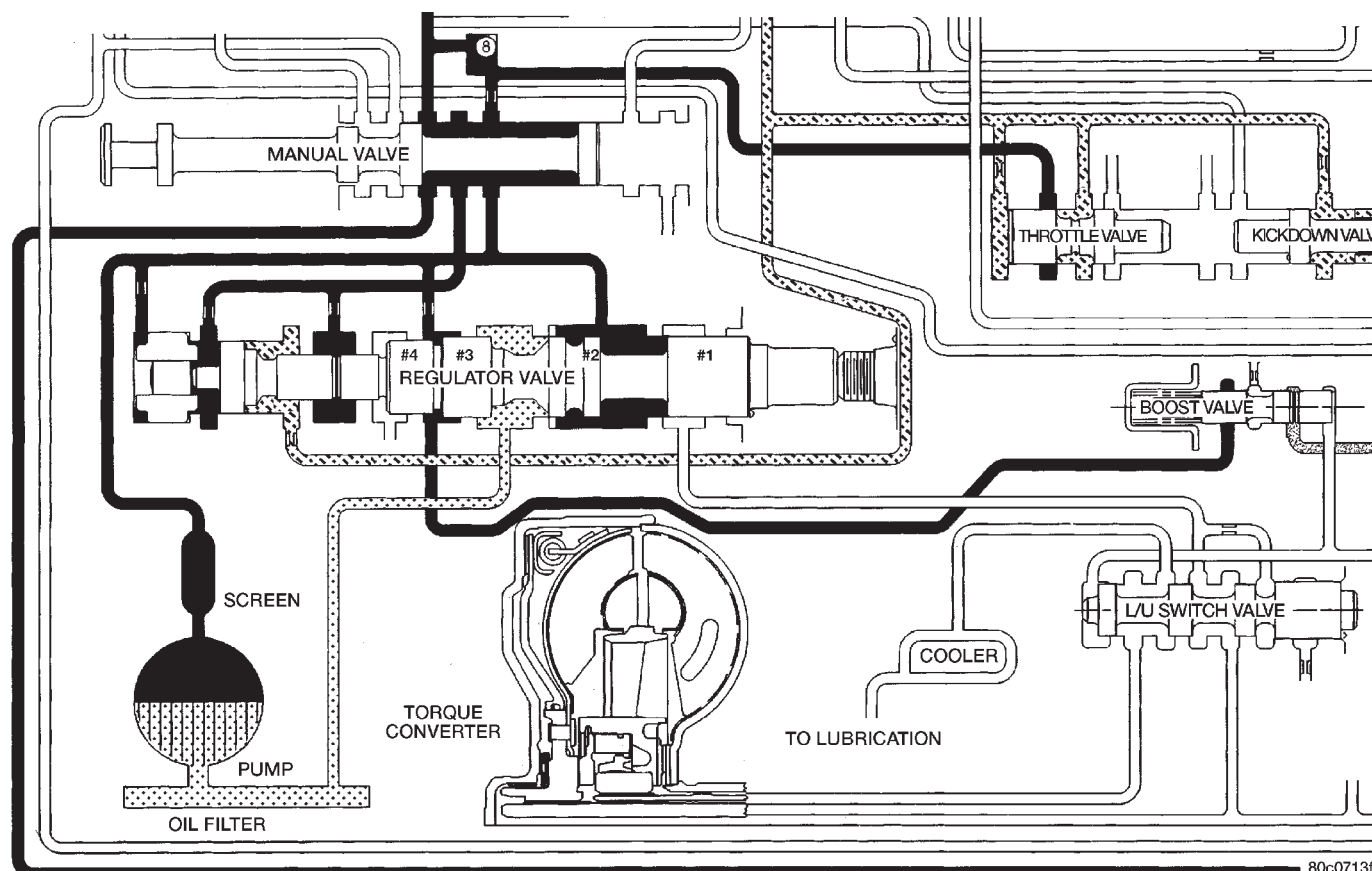 8
MANUAL VALVE
THROTTLE VALVE
KICKDOWN VALV
#4
#3
#2
#1
REGULATOR VALVE
BOOST VALVE
SCREEN
L/U SWITCH VALVE
COOLER
TORQUE
CONVERTER
TO LUBRICATION
PUMP
OIL FILTER
80c0713f